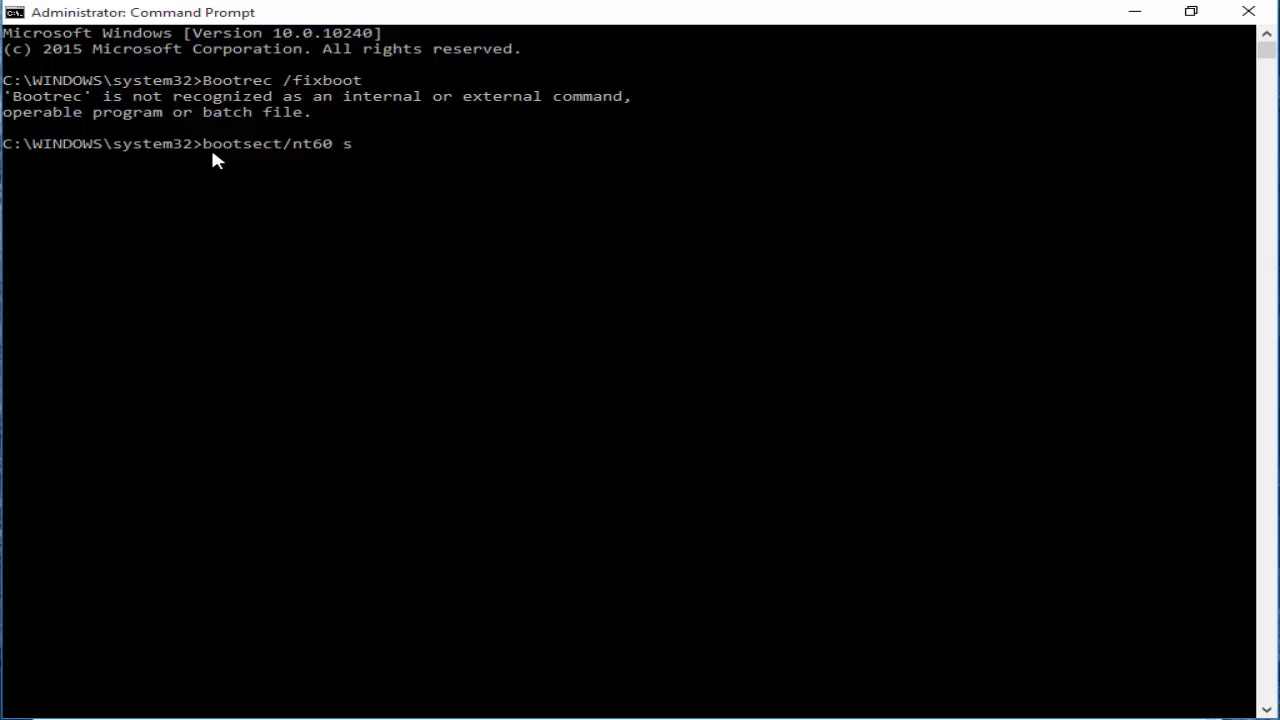 Administrator: Command Prompt
Microsoft Windows [Version 10.0.10240]
(c) 2015 Microsoft Corporation. All rights reserved.
C:\WINDOWS\system32>Bootrec /fixboot
'Bootrec' is not recognized as an internal or external command,
operable program or batch file.
C:\WINDOWS\system32>bootsect/nt60 s